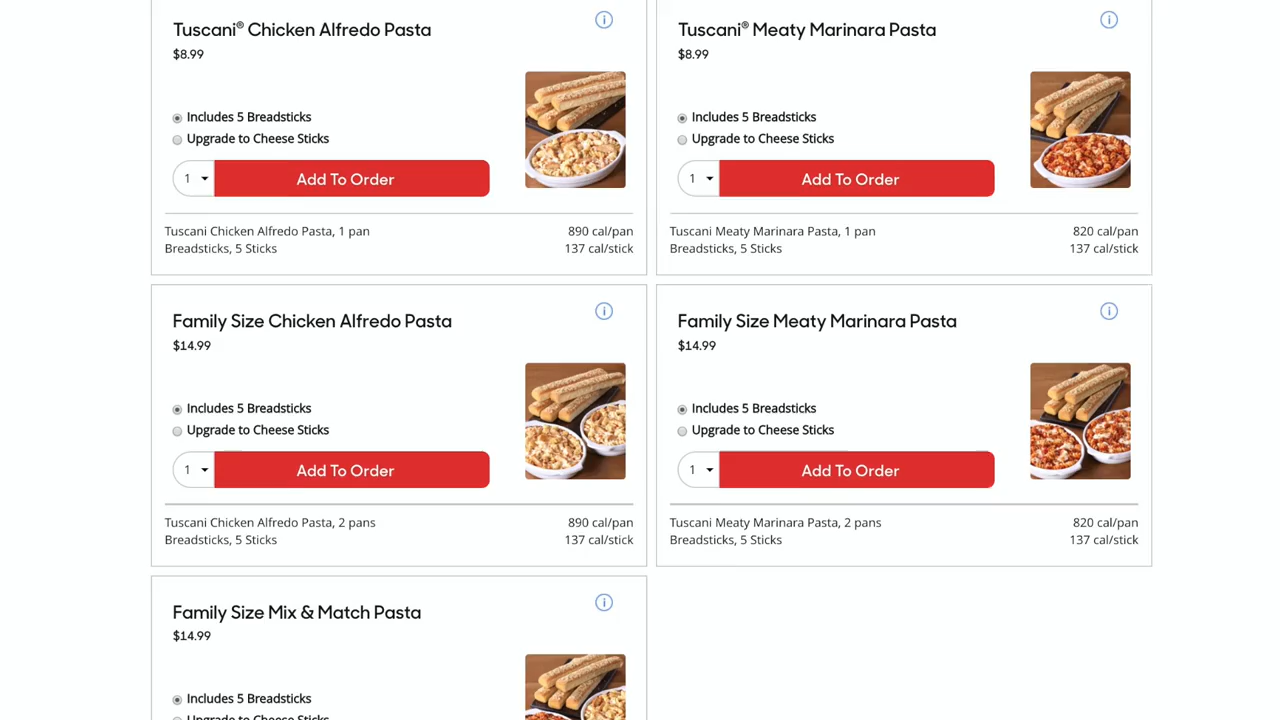 Tuscani® Chicken Alfredo Pasta
$8.99
Includes 5 Breadsticks
Upgrade to Cheese Sticks
1 Add To Order
Tuscani Chicken Alfredo Pasta, 1 pan 890 cal/pan
Breadsticks, 5 Sticks 137 cal/stick
Tuscani® Meaty Marinara Pasta
$8.99
Includes 5 Breadsticks
Upgrade to Cheese Sticks
1 Add To Order
Tuscani Meaty Marinara Pasta, 1 pan 820 cal/pan
Breadsticks, 5 Sticks 137 cal/stick
Family Size Chicken Alfredo Pasta
$14.99
Includes 5 Breadsticks
Upgrade to Cheese Sticks
1 Add To Order
Tuscani Chicken Alfredo Pasta, 2 pans 890 cal/pan
Breadsticks, 5 Sticks 137 cal/stick
Family Size Meaty Marinara Pasta
$14.99
Includes 5 Breadsticks
Upgrade to Cheese Sticks
1 Add To Order
Tuscani Meaty Marinara Pasta, 2 pans 820 cal/pan
Breadsticks, 5 Sticks 137 cal/stick
Family Size Mix & Match Pasta
$14.99
Includes 5 Breadsticks
Upgrade to Cheese Sticks